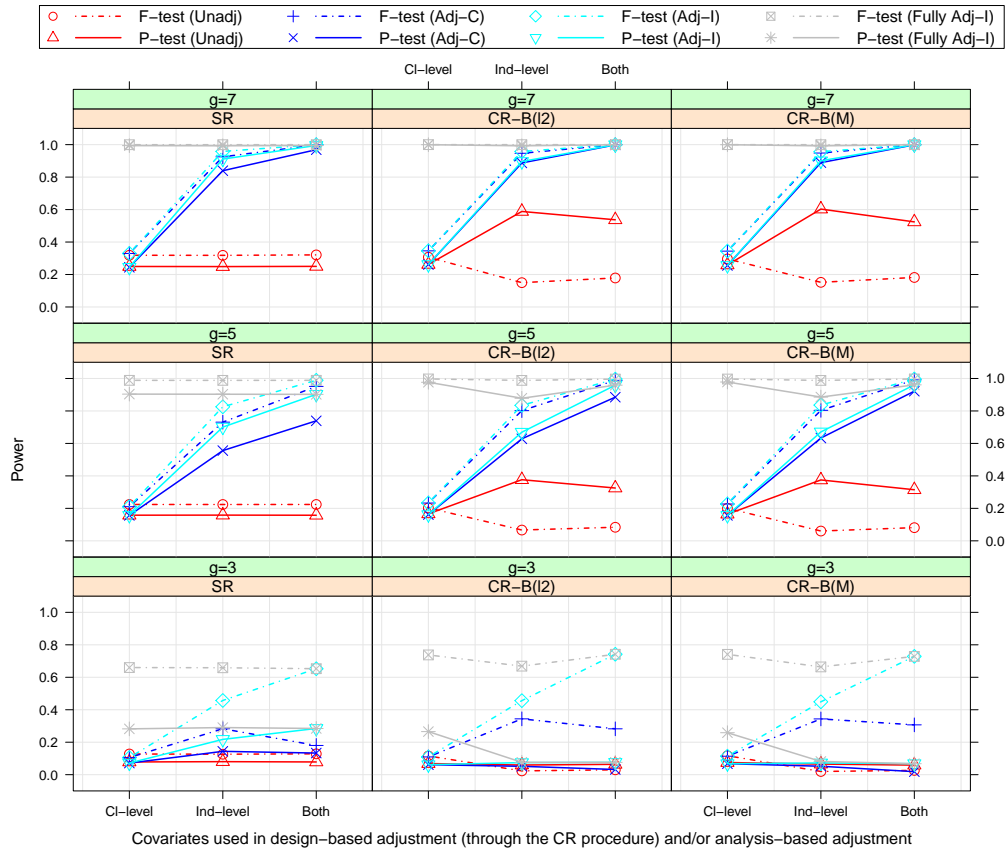 F−test (Unadj) F−test (Adj−C) F−test (Adj−I) F−test (Fully Adj−I)
P−test (Unadj) P−test (Adj−C) P−test (Adj−I) P−test (Fully Adj−I)
Cl−level Ind−level Both
g=7 g=7 g=7
SR CR−B(l2) CR−B(M)
1.0
0.8
0.6
0.4
0.2
0.0
g=5 g=5 g=5
SR CR−B(l2) CR−B(M)
1.0
0.8
0.6
0.4
0.2
0.0
Power
g=3 g=3 g=3
SR CR−B(l2) CR−B(M)
1.0
0.8
0.6
0.4
0.2
0.0
Cl−level Ind−level Both Cl−level Ind−level Both
Covariates used in design−based adjustment (through the CR procedure) and/or analysis−based adjustment